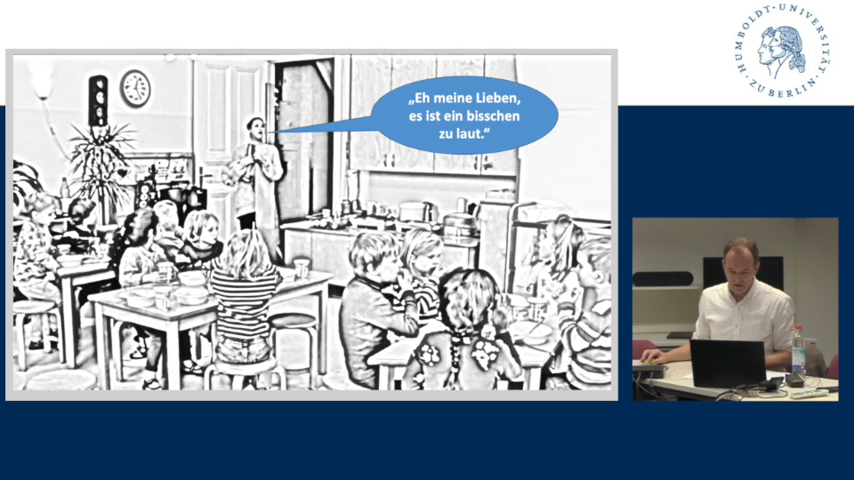 HUMBOLDT-UNIVERSITÄT
ZU BERLIN
„Eh meine Lieben,
es ist ein bisschen
zu laut.“